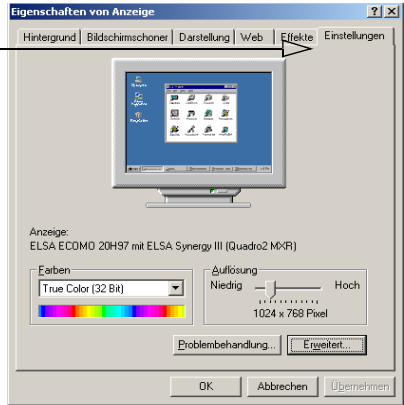 Eigenschaften von Anzeige
Hintergrund Bildschirmschoner Darstellung Web Effekte Einstellungen
Anzeige:
ELSA ECOMO 20H97 mit ELSA Synergy III (Quadro2 MXR)
Farben
True Color (32 Bit)
Auflösung
Niedrig Hoch
1024 x 768 Pixel
Problembehandlung... Erweitert...
OK Abbrechen Übernehmen